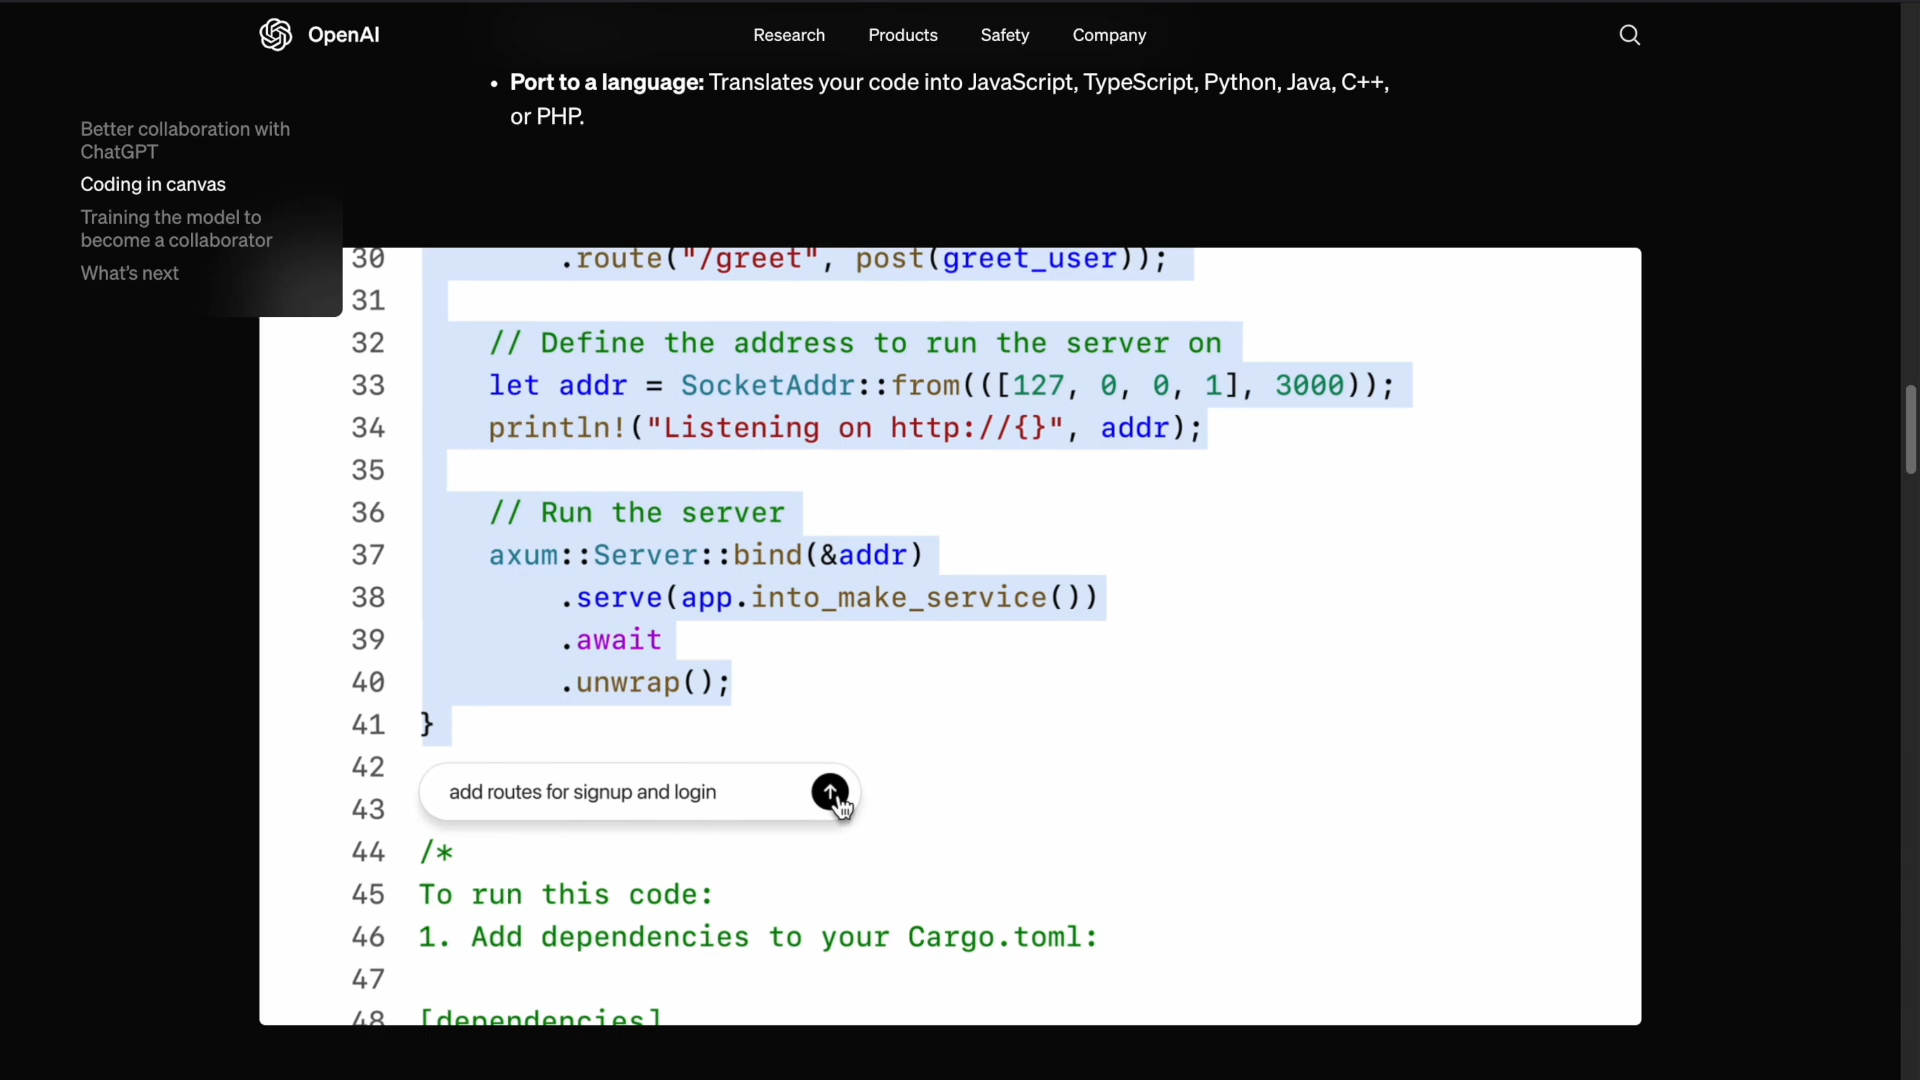 OpenAI
Research
Products
Safety
Company
• Port to a language: Translates your code into JavaScript, TypeScript, Python, Java, C++,
or PHP.
Better collaboration with
ChatGPT
Coding in canvas
Training the model to
become a collaborator
What's next
30 .route("/greet", post(greet_user));
31
32 // Define the address to run the server on
33 let addr = SocketAddr::from(([127, 0, 0, 1], 3000));
34 println!("Listening on http://{}", addr);
35
36 // Run the server
37 axum::Server::bind(&addr)
38 .serve(app.into_make_service())
39 .await
40 .unwrap();
41 }
42
add routes for signup and login
43
44 /*
45 To run this code:
46 1. Add dependencies to your Cargo.toml:
47
48 [dependencies]